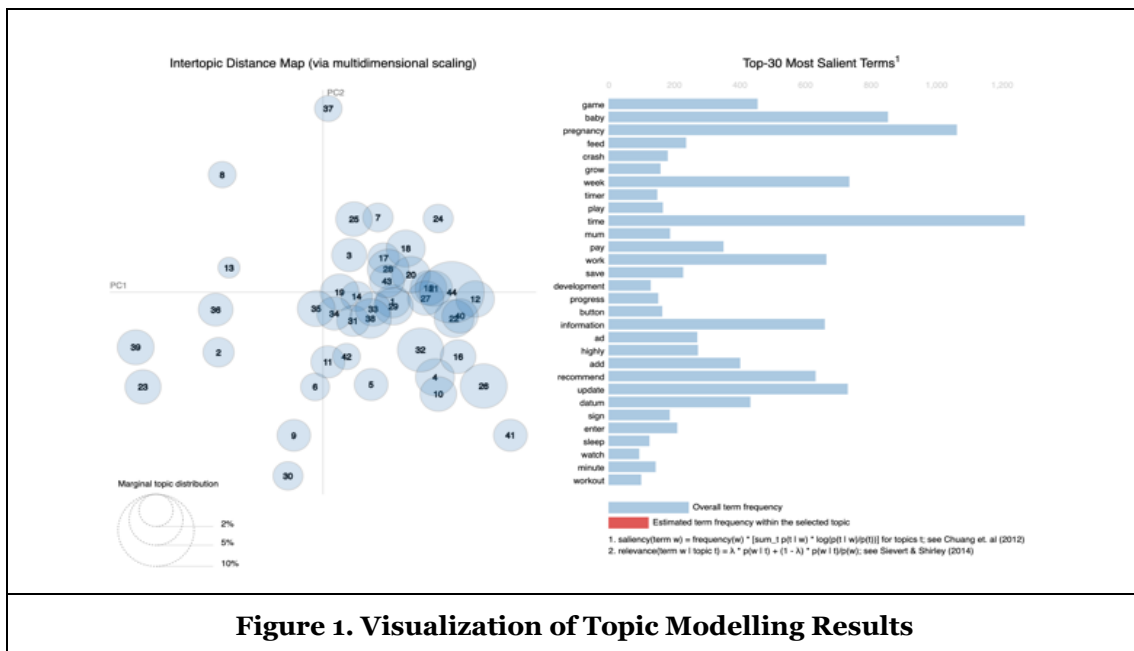 Intertopic Distance Map (via multidimensional scaling)
PC2
PC1
37
8
25
7
24
3
18
17
28
13
20
43
44
21
19
14
1
27
12
36
35
34
33
29
31
38
22
40
39
2
32
16
11
42
4
23
6
5
10
26
9
41
30
Marginal topic distribution
2%
5%
10%
Top-30 Most Salient Terms1
0 200 400 600 800 1,000 1,200
game
baby
pregnancy
feed
crash
grow
week
timer
play
time
mum
pay
work
save
development
progress
button
information
ad
highly
add
recommend
update
datum
sign
enter
sleep
watch
minute
workout
Overall term frequency
Estimated term frequency within the selected topic
1. saliency(term w) = frequency(w) * [sum_t p(t | w) * log(p(t | w)/p(t))] for topics t; see Chuang et. al (2012)
2. relevance(term w | topic t) = λ * p(w | t) + (1 - λ) * p(w | t)/p(w); see Sievert & Shirley (2014)
Figure 1. Visualization of Topic Modelling Results